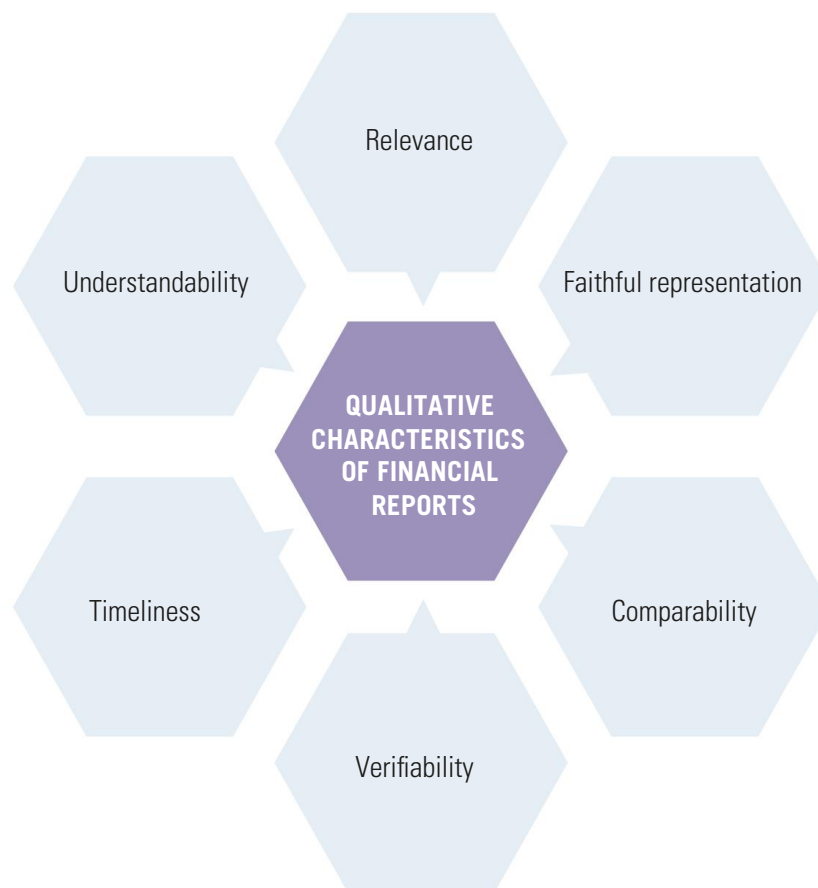 Relevance
Understandability
Faithful representation
QUALITATIVE
CHARACTERISTICS
OF FINANCIAL
REPORTS
Timeliness
Comparability
Verifiability